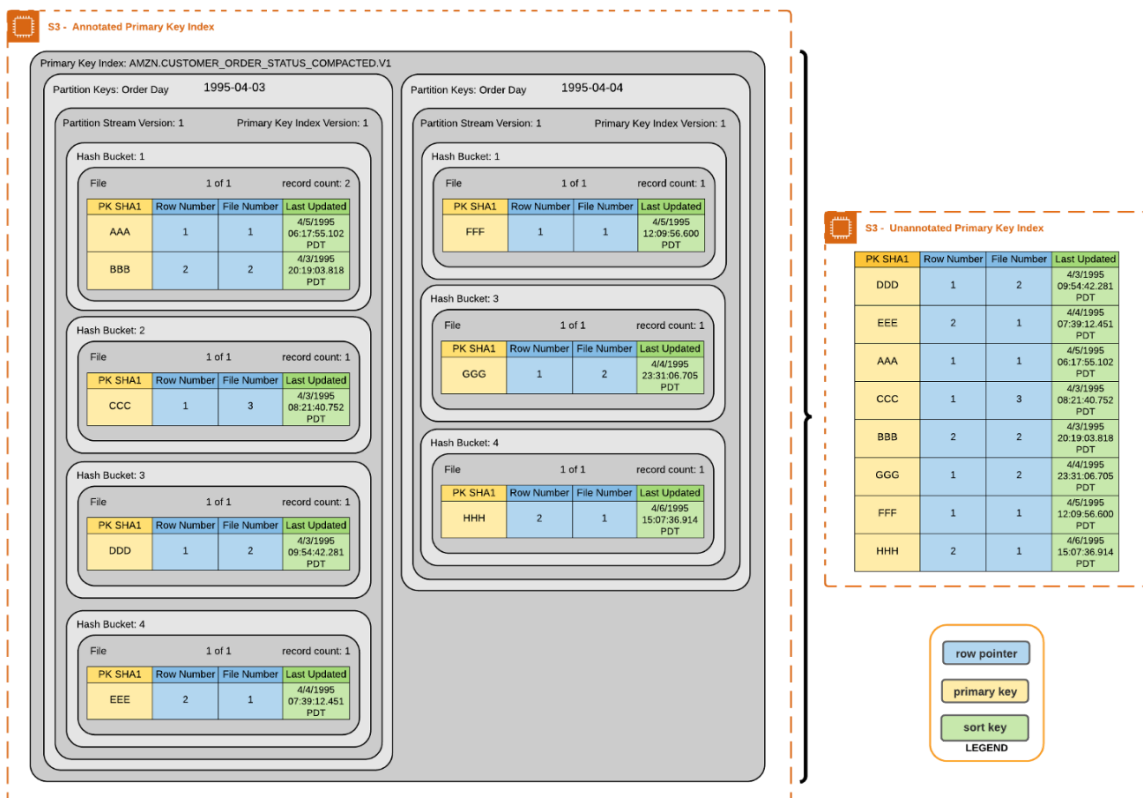 S3 - Annotated Primary Key Index
Primary Key Index: AMZN.CUSTOMER_ORDER_STATUS_COMPACTED.V1
Partition Keys: Order Day 1995-04-03
Partition Stream Version: 1 Primary Key Index Version: 1
Hash Bucket: 1
File 1 of 1 record count: 2
PK SHA1 Row Number File Number Last Updated
AAA 1 1 4/5/1995
06:17:55.102
PDT
BBB 2 2 4/3/1995
20:19:03.818
PDT
Hash Bucket: 2
File 1 of 1 record count: 1
PK SHA1 Row Number File Number Last Updated
CCC 1 3 4/3/1995
08:21:40.752
PDT
Hash Bucket: 3
File 1 of 1 record count: 1
PK SHA1 Row Number File Number Last Updated
DDD 1 2 4/3/1995
09:54:42.281
PDT
Hash Bucket: 4
File 1 of 1 record count: 1
PK SHA1 Row Number File Number Last Updated
EEE 2 1 4/4/1995
07:39:12.451
PDT
Partition Keys: Order Day 1995-04-04
Partition Stream Version: 1 Primary Key Index Version: 1
Hash Bucket: 1
File 1 of 1 record count: 1
PK SHA1 Row Number File Number Last Updated
FFF 1 1 4/5/1995
12:09:56.600
PDT
Hash Bucket: 3
File 1 of 1 record count: 1
PK SHA1 Row Number File Number Last Updated
GGG 1 2 4/4/1995
23:31:06.705
PDT
Hash Bucket: 4
File 1 of 1 record count: 1
PK SHA1 Row Number File Number Last Updated
HHH 2 1 4/6/1995
15:07:36.914
PDT
S3 - Unannotated Primary Key Index
PK SHA1 Row Number File Number Last Updated
DDD 1 2 4/3/1995
09:54:42.281
PDT
EEE 2 1 4/4/1995
07:39:12.451
PDT
AAA 1 1 4/5/1995
06:17:55.102
PDT
CCC 1 3 4/3/1995
08:21:40.752
PDT
BBB 2 2 4/3/1995
20:19:03.818
PDT
GGG 1 2 4/4/1995
23:31:06.705
PDT
FFF 1 1 4/5/1995
12:09:56.600
PDT
HHH 2 1 4/6/1995
15:07:36.914
PDT
row pointer
primary key
sort key
LEGEND